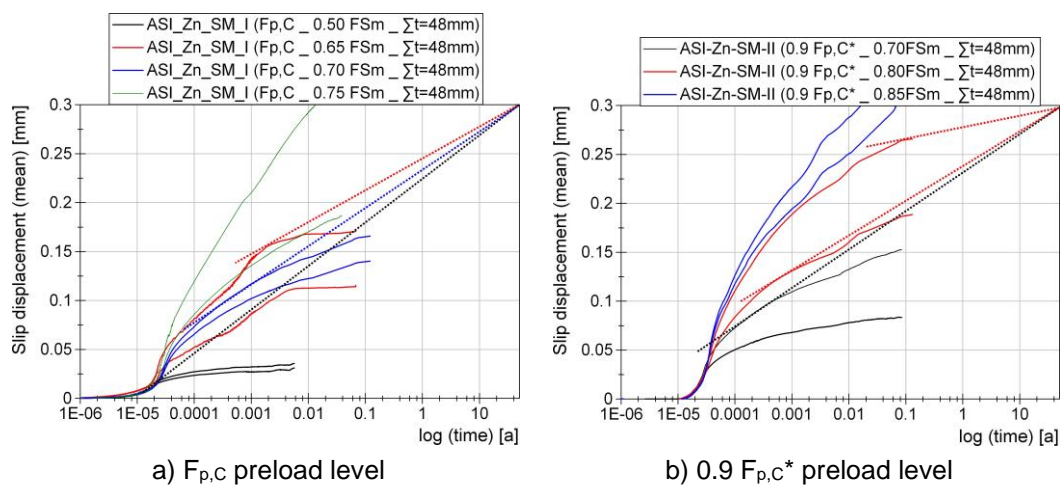 ASI_Zn_SM_I (Fp,C _ 0.50 FSm _ ∑t=48mm)
ASI_Zn_SM_I (Fp,C _ 0.65 FSm _ ∑t=48mm)
ASI_Zn_SM_I (Fp,C _ 0.70 FSm _ ∑t=48mm)
ASI_Zn_SM_I (Fp,C _ 0.75 FSm _ ∑t=48mm)
Slip displacement (mean) [mm]
0.3
0.25
0.2
0.15
0.1
0.05
0
1E-06 1E-05 0.0001 0.001 0.01 0.1 1 10
log (time) [a]
a) Fp,C preload level
ASI-Zn-SM-II (0.9 Fp,C* _ 0.70FSm _ ∑t=48mm)
ASI-Zn-SM-II (0.9 Fp,C* _ 0.80FSm _ ∑t=48mm)
ASI-Zn-SM-II (0.9 Fp,C* _ 0.85FSm _ ∑t=48mm)
Slip displacement (mean) [mm]
0.3
0.25
0.2
0.15
0.1
0.05
0
1E-06 1E-05 0.0001 0.001 0.01 0.1 1 10
log (time) [a]
b) 0.9 Fp,C* preload level